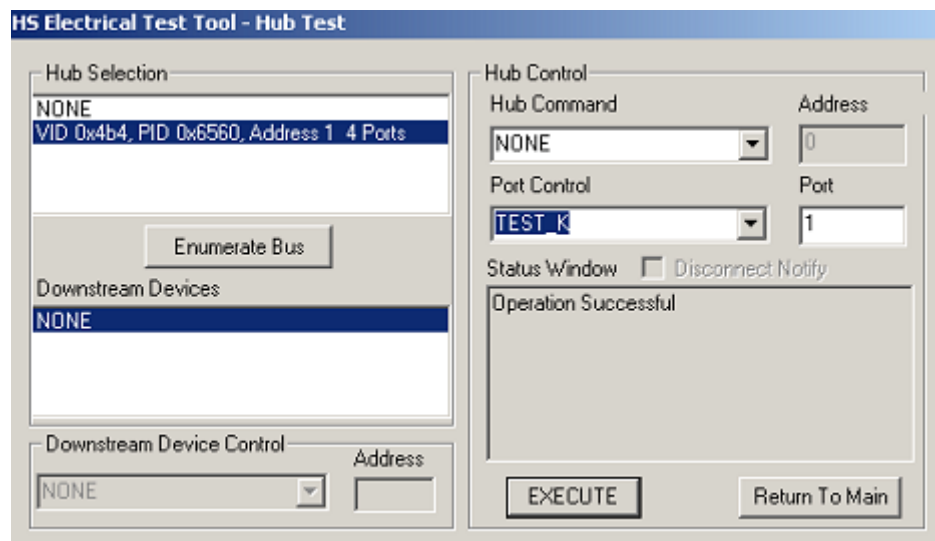 HS Electrical Test Tool - Hub Test
Hub Selection
NONE
VID 0x4b4, PID 0x6560, Address 1 4 Ports
Enumerate Bus
Downstream Devices
NONE
Downstream Device Control
Address
NONE
Hub Control
Hub Command
Address
NONE
0
Port Control
Port
TEST_K
1
Status Window
Disconnect Notify
Operation Successful
EXECUTE
Return To Main